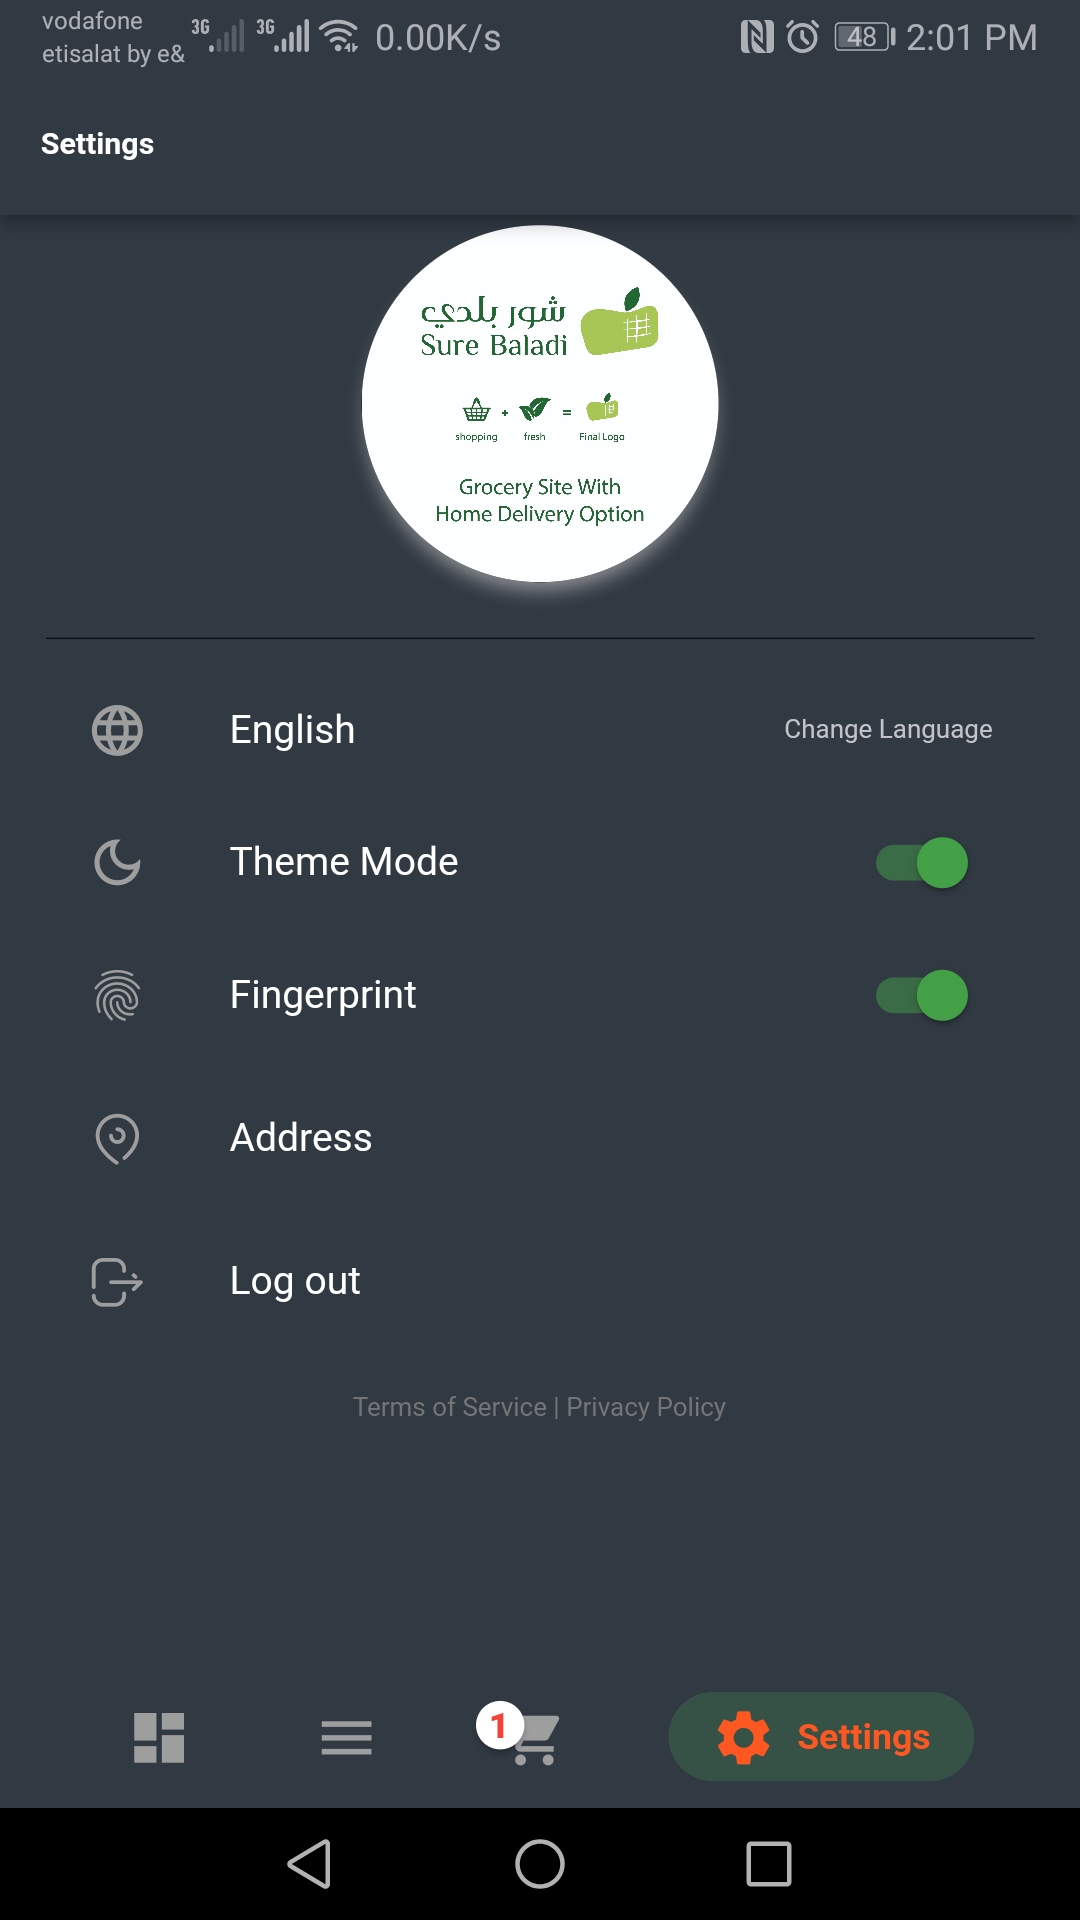 vodafone
etisalat by e&
3G
3G
0.00K/s
48
2:01 PM
Settings
شور بلدي
Sure Baladi
shopping + fresh = Final Logo
Grocery Site With
Home Delivery Option
English
Change Language
Theme Mode
Fingerprint
Address
Log out
Terms of Service | Privacy Policy
1
Settings